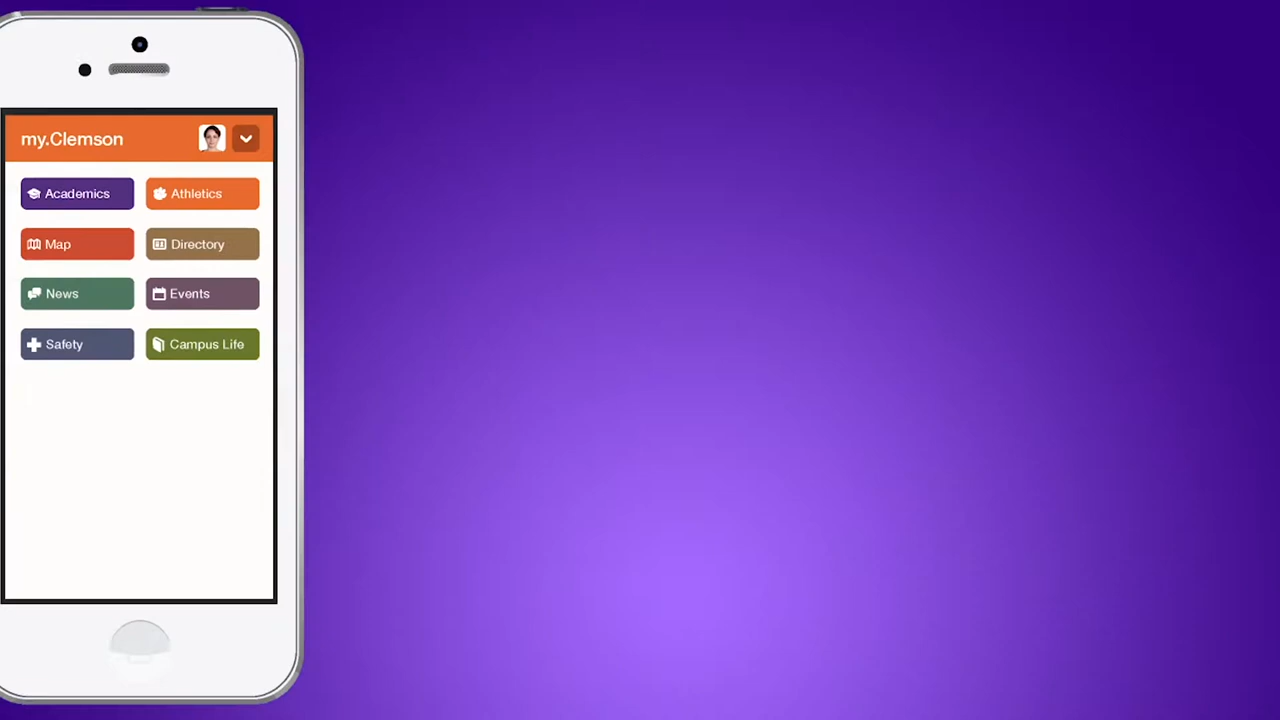 my.Clemson
Academics
Athletics
Map
Directory
News
Events
Safety
Campus Life